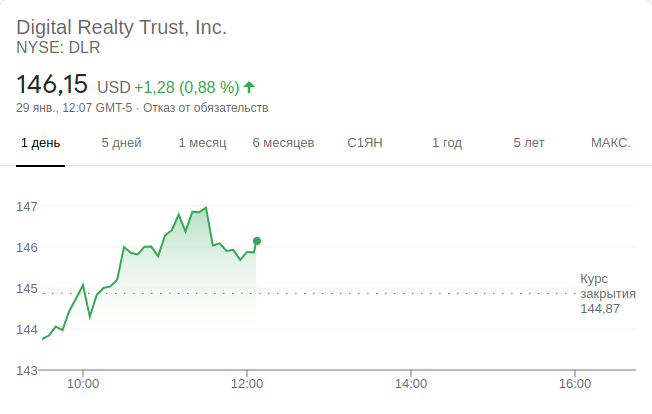 Digital Realty Trust, Inc.
NYSE: DLR
146,15 USD +1,28 (0,88 %)
29 янв., 12:07 GMT-5 · Отказ от обязательств
1 день 5 дней 1 месяц 6 месяцев С1ЯН 1 год 5 лет МАКС.
147
146
145
144
143
Курс
закрытия
144,87
10:00 12:00 14:00 16:00